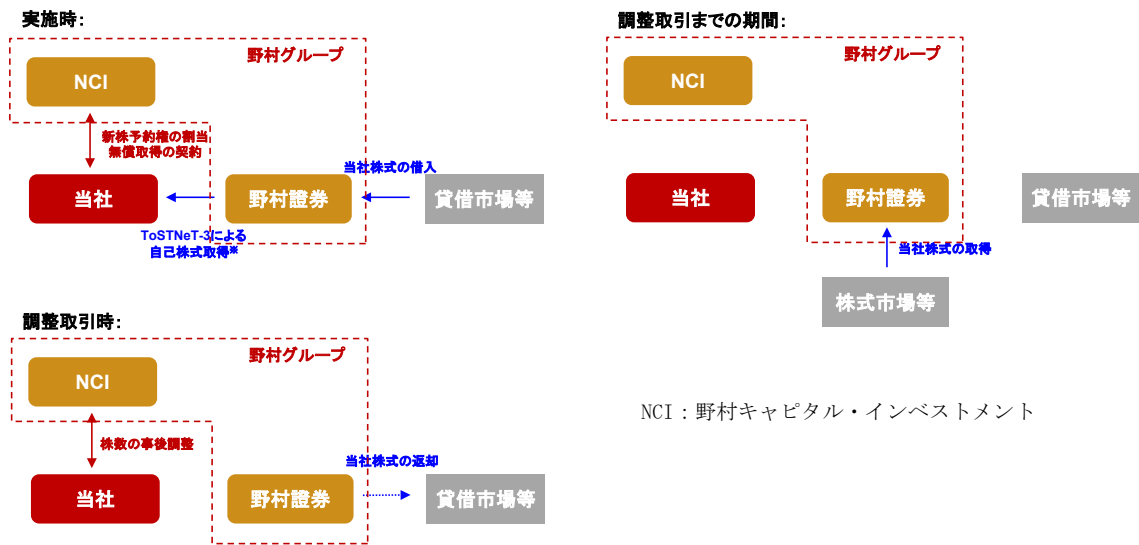 実施時:
野村グループ
NCI
新株予約権の割当
無償取得の契約
当社株式の借入
当社
野村證券
貸借市場等
ToSTNeT-3による
自己株式取得※
調整取引までの期間:
野村グループ
NCI
当社
野村證券
貸借市場等
当社株式の取得
株式市場等
調整取引時:
野村グループ
NCI
株数の事後調整
当社株式の返却
当社
野村證券
貸借市場等
NCI：野村キャピタル・インベストメント